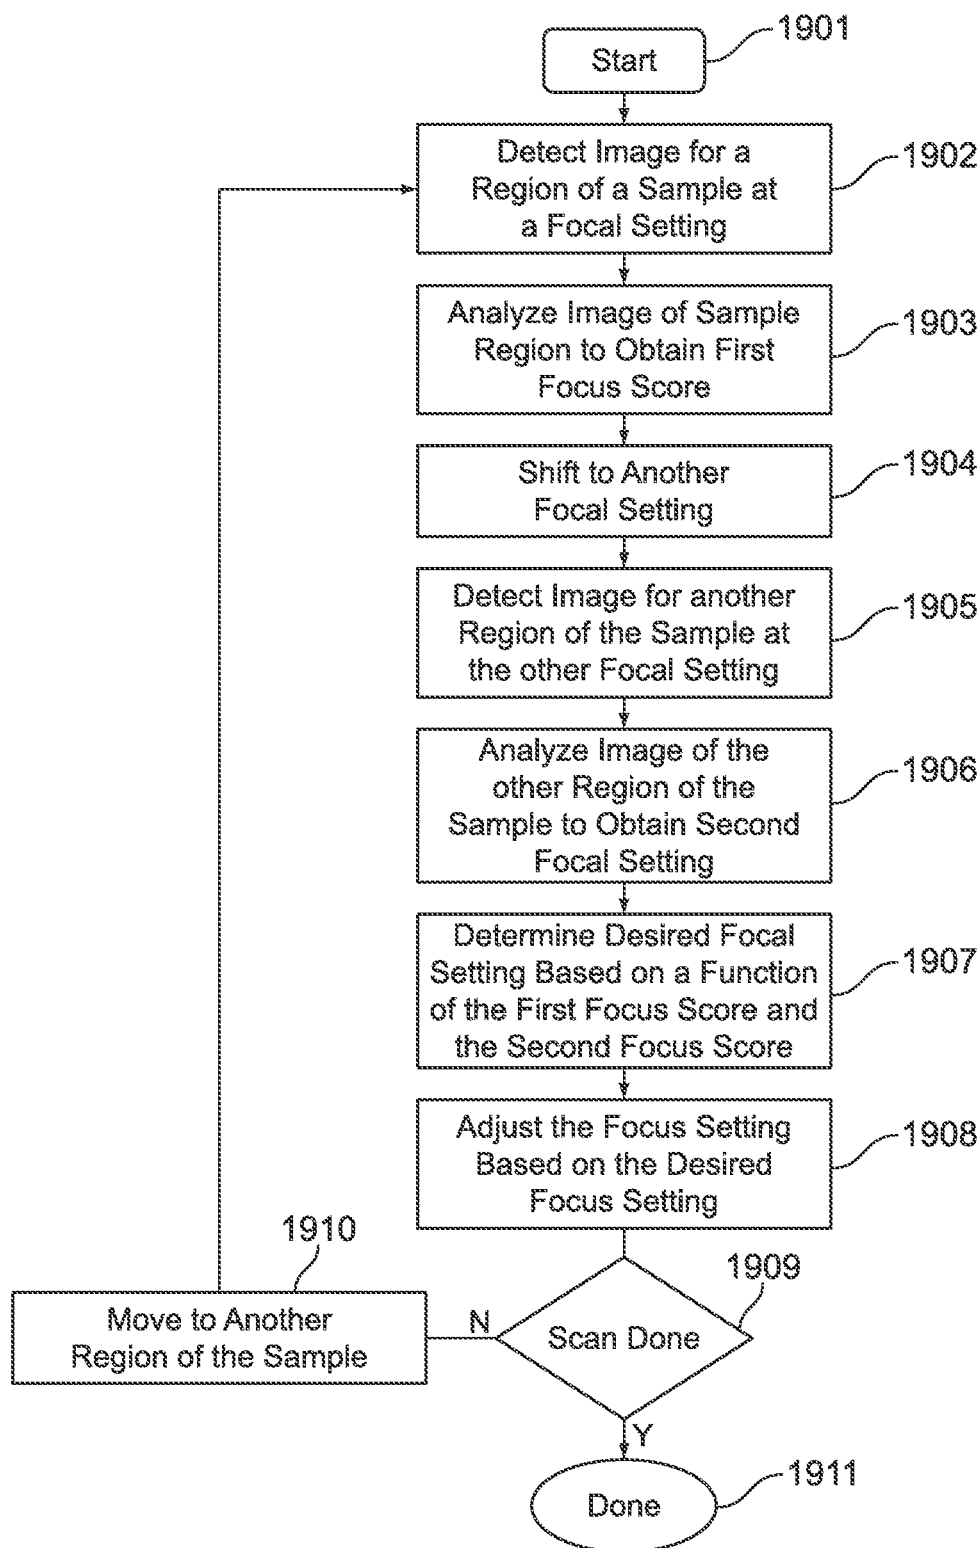 1901
Start
1902
Detect Image for a
Region of a Sample at
a Focal Setting
1903
Analyze Image of Sample
Region to Obtain First
Focus Score
1904
Shift to Another
Focal Setting
1905
Detect Image for another
Region of the Sample at
the other Focal Setting
1906
Analyze Image of the
other Region of the
Sample to Obtain Second
Focal Setting
1907
Determine Desired Focal
Setting Based on a Function
of the First Focus Score and
the Second Focus Score
1908
Adjust the Focus Setting
Based on the Desired
Focus Setting
1909
Scan Done
N
1910
Move to Another
Region of the Sample
Y
1911
Done